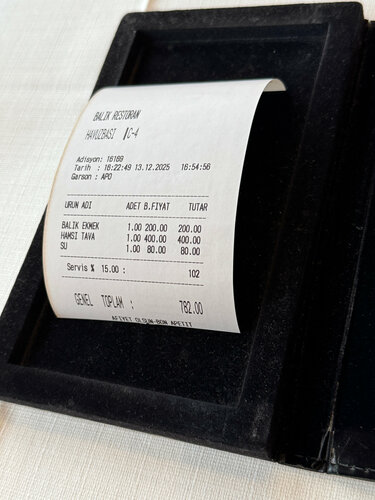 BALIK RESTORAN
HAVUZBASI C-4
Adisyon: 16169
Tarih : 16:22:49 13.12.2025 16:54:56
Garson : APO
URUN ADI ADET B.FIYAT TUTAR
BALIK EKMEK 1.00 200.00 200.00
HAMSI TAVA 1.00 400.00 400.00
SU 1.00 80.00 80.00
Servis % 15.00 : 102
GENEL TOPLAM : 782.00
AFIYET OLSUN-BON APETIT